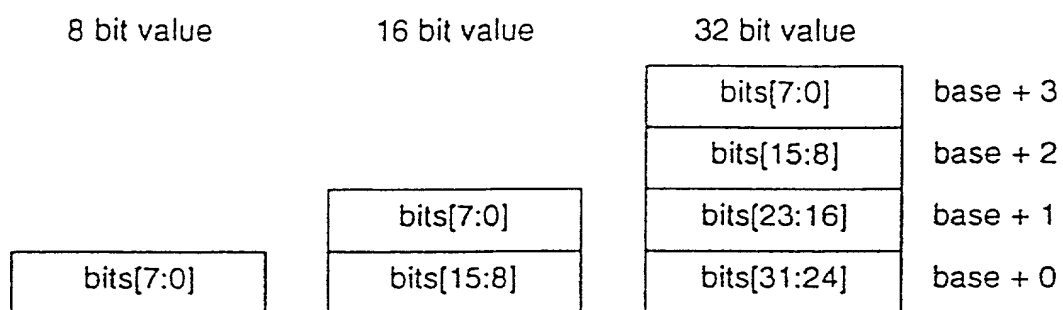 8 bit value 16 bit value 32 bit value
bits[7:0] base + 3
bits[15:8] base + 2
bits[7:0] bits[23:16] base + 1
bits[7:0] bits[15:8] bits[31:24] base + 0